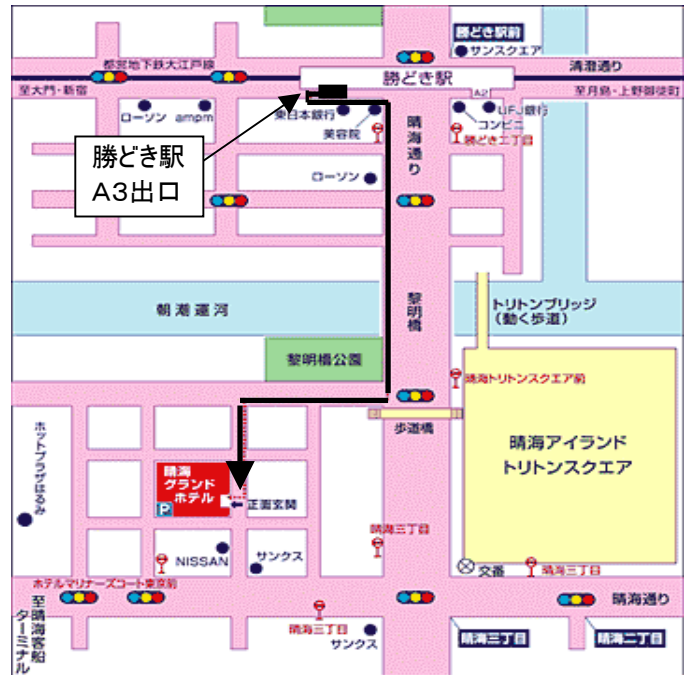 勝どき駅前
サンスクエア
都営地下鉄大江戸線
清澄通り
勝どき駅
至大門・新宿
A2
至月島・上野御徒町
ローソン
ampm
東日本銀行
UFJ銀行
コンビニ
美容院
勝どき二丁目
晴海通り
勝どき駅
A3出口
ローソン
朝潮運河
黎明橋
トリトンブリッジ
(動く歩道)
黎明橋公園
晴海トリトンスクエア前
歩道橋
ホットプラザはるみ
晴海アイランド
トリトンスクエア
晴海
グランド
ホテル
P
正面玄関
晴海三丁目
NISSAN
サンクス
交番
晴海三丁目
ホテルマリナーズコート東京前
晴海通り
至晴海客船
ターミナル
晴海三丁目
サンクス
晴海三丁目
晴海二丁目